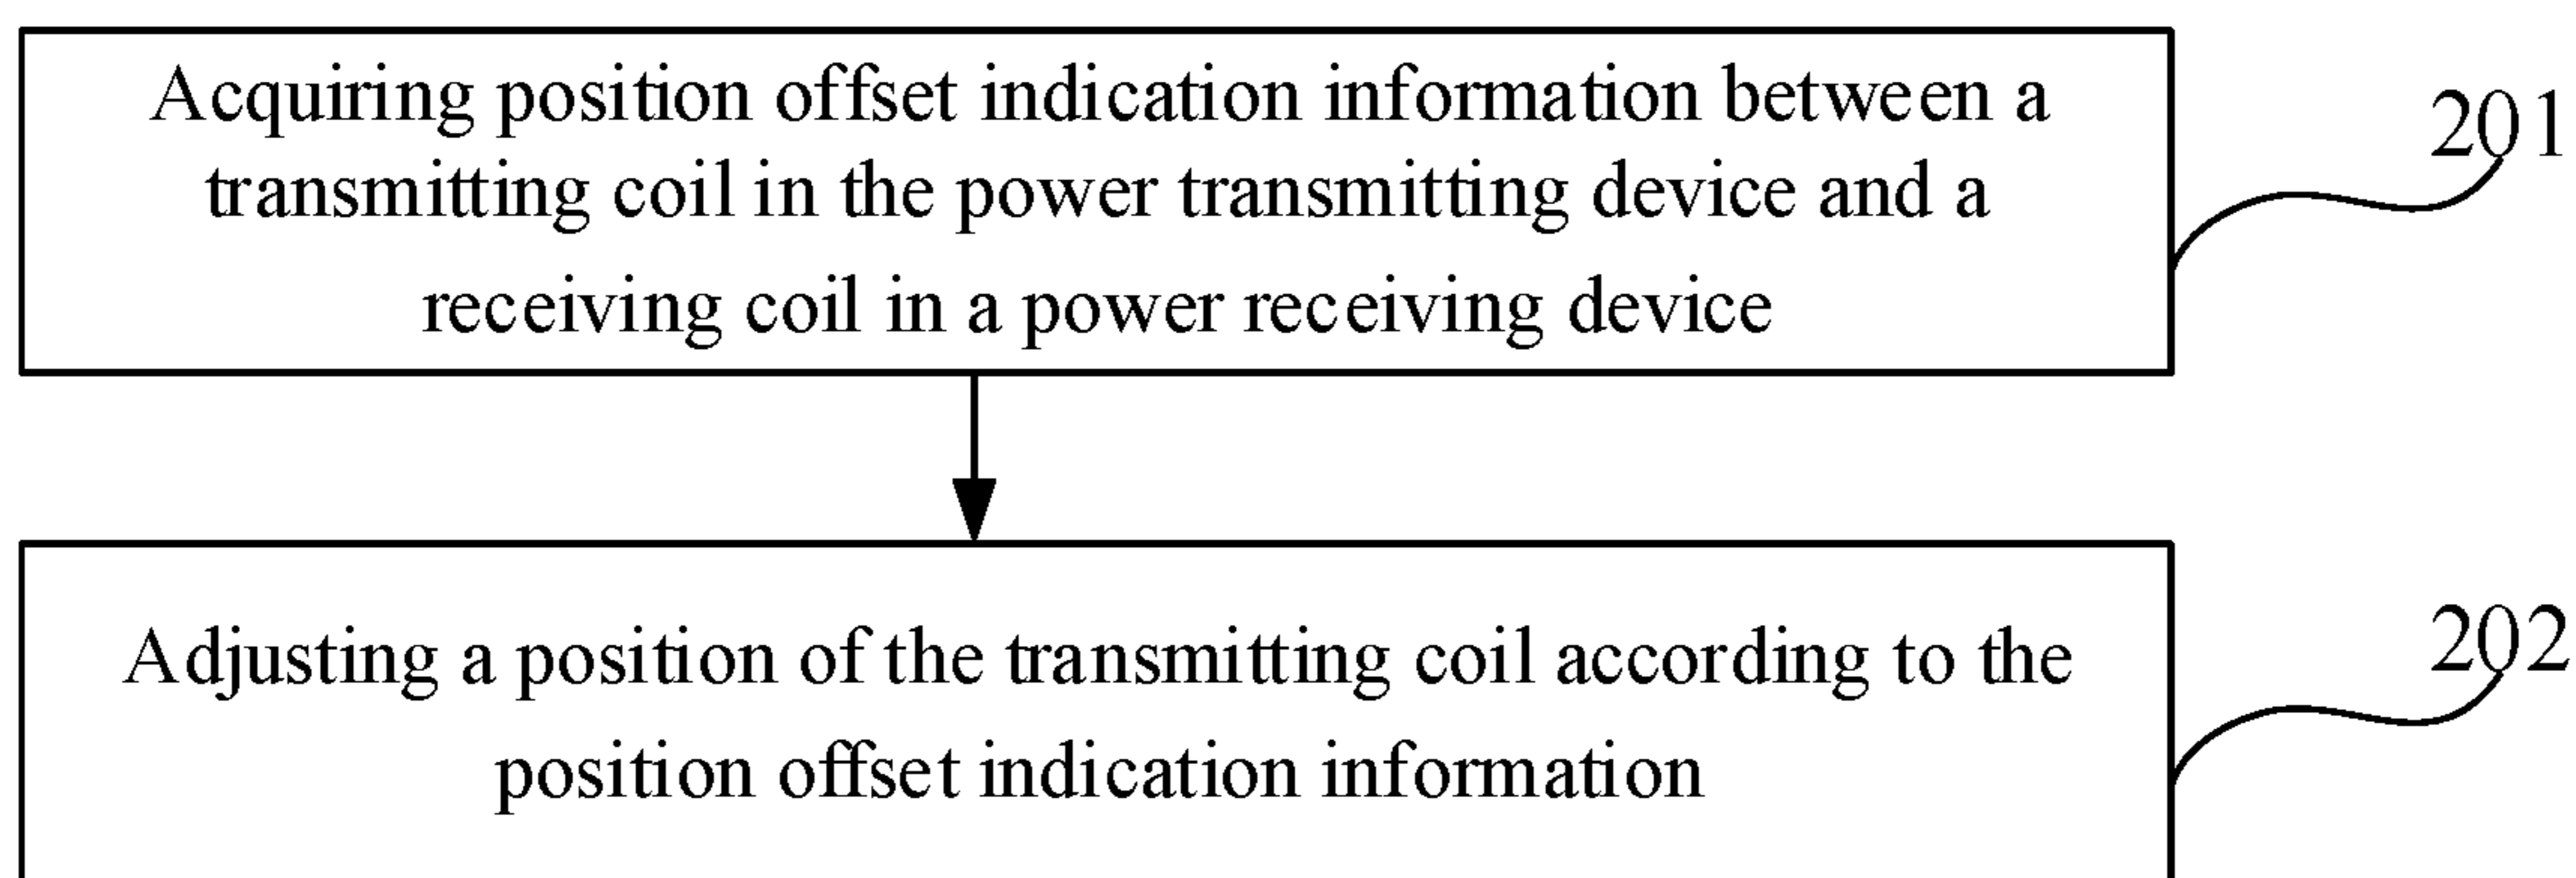 Acquiring position offset indication information between a
transmitting coil in the power transmitting device and a
receiving coil in a power receiving device
201
Adjusting a position of the transmitting coil according to the
position offset indication information
202